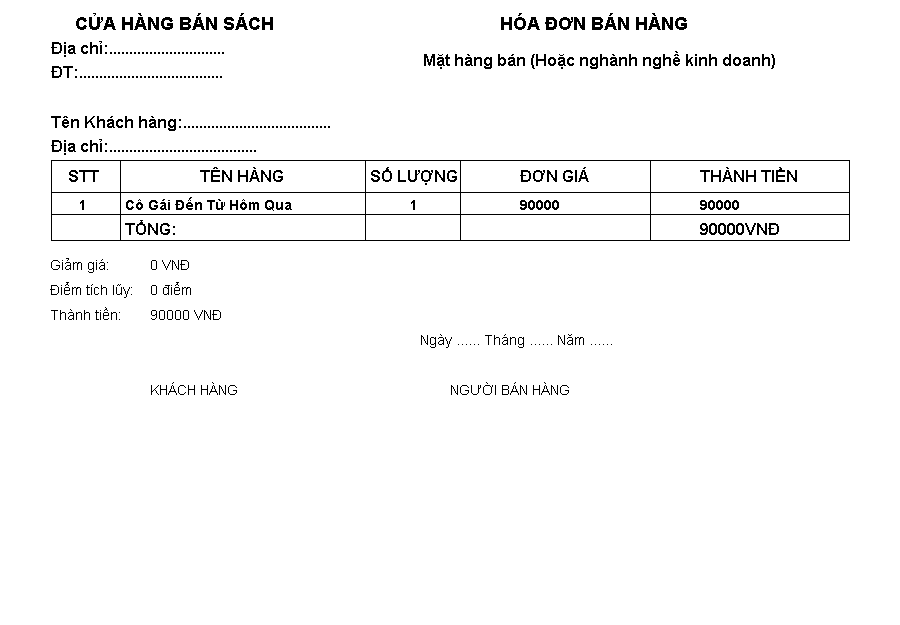 CỬA HÀNG BÁN SÁCH
HÓA ĐƠN BÁN HÀNG
Địa chỉ:.............................
Mặt hàng bán (Hoặc nghành nghề kinh doanh)
ĐT:....................................
Tên Khách hàng:.....................................
Địa chỉ:.....................................
STT TÊN HÀNG SỐ LƯỢNG ĐƠN GIÁ THÀNH TIỀN
1 Cô Gái Đến Từ Hôm Qua 1 90000 90000
TỔNG: 90000VNĐ
Giảm giá: 0 VNĐ
Điểm tích lũy: 0 điểm
Thành tiền: 90000 VNĐ
Ngày ...... Tháng ...... Năm ......
KHÁCH HÀNG NGƯỜI BÁN HÀNG